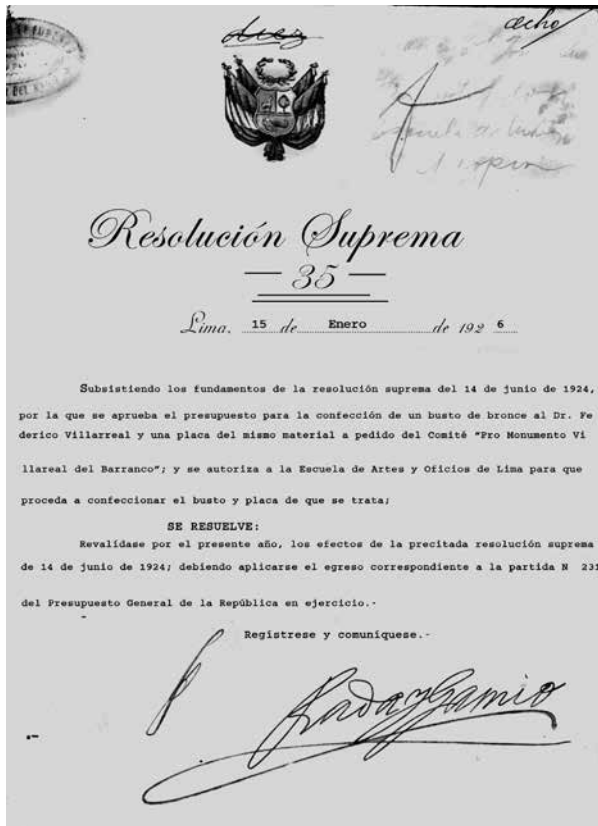 diez
ocho
Resolución Suprema
— 35 —
Lima, 15 de Enero de 192 6
Subsistiendo los fundamentos de la resolución suprema del 14 de junio de 1924,
por la que se aprueba el presupuesto para la confección de un busto de bronce al Dr. Fe
derico Villarreal y una placa del mismo material a pedido del Comité "Pro Monumento Vi
llareal del Barranco"; y se autoriza a la Escuela de Artes y Oficios de Lima para que
proceda a confeccionar el busto y placa de que se trata;
SE RESUELVE:
Revalídase por el presente año, los efectos de la precitada resolución suprema
de 14 de junio de 1924; debiendo aplicarse el egreso correspondiente a la partida N 231
del Presupuesto General de la República en ejercicio.-
Regístrese y comuníquese.-
Rada y Gamio